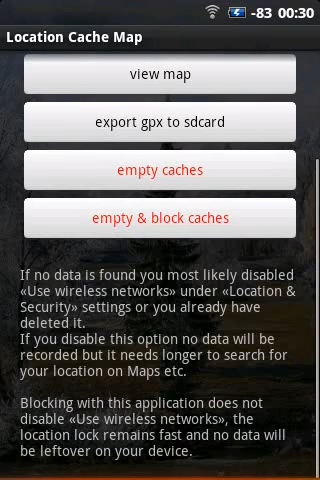 -83 00:30
Location Cache Map
view map
export gpx to sdcard
empty caches
empty & block caches
If no data is found you most likely disabled
«Use wireless networks» under «Location &
Security» settings or you already have
deleted it.
If you disable this option no data will be
recorded but it needs longer to search for
your location on Maps etc.
Blocking with this application does not
disable «Use wireless networks», the
location lock remains fast and no data will
be leftover on your device.